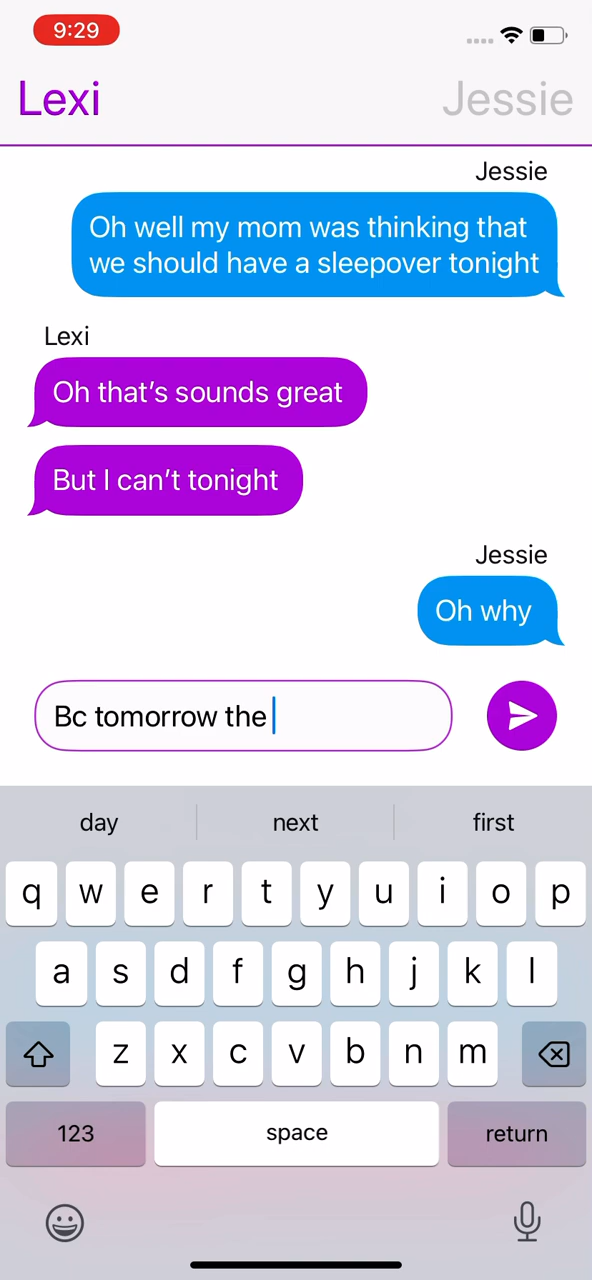 9:29
Lexi
Jessie
Jessie
Oh well my mom was thinking that
we should have a sleepover tonight
Lexi
Oh that’s sounds great
But I can’t tonight
Jessie
Oh why
Bc tomorrow the
day next first
q w e r t y u i o p
a s d f g h j k l
z x c v b n m
123 space return